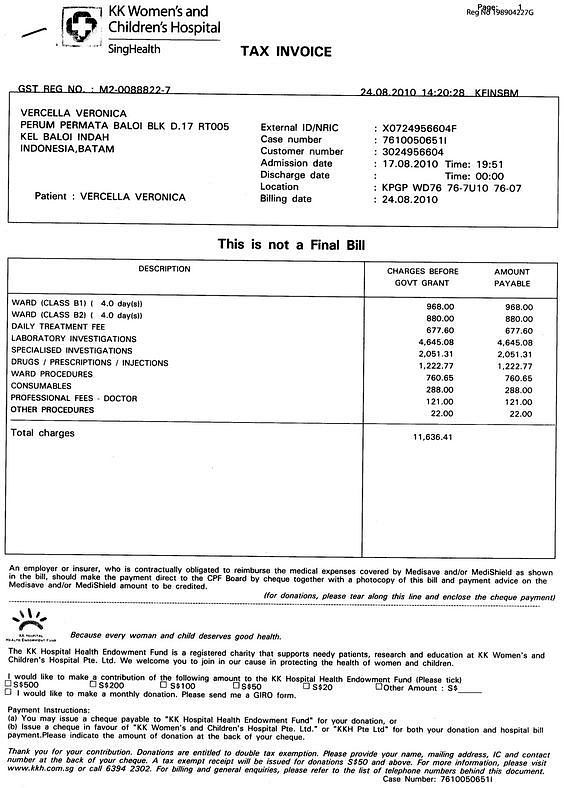 KK Women's and
Children's Hospital
SingHealth
Page: 1
Reg No 198904227G
TAX INVOICE
GST REG NO. : M2-0088822-7
24.08.2010 14:20:28 KFINSBM
VERCELLA VERONICA
PERUM PERMATA BALOI BLK D.17 RT005
KEL BALOI INDAH
INDONESIA,BATAM
Patient : VERCELLA VERONICA
External ID/NRIC : X0724956604F
Case number : 7610050651I
Customer number : 3024956604
Admission date : 17.08.2010 Time: 19:51
Discharge date : Time: 00:00
Location : KPGP WD76 76-7U10 76-07
Billing date : 24.08.2010
This is not a Final Bill
DESCRIPTION CHARGES BEFORE GOVT GRANT AMOUNT PAYABLE
WARD (CLASS B1) ( 4.0 day(s)) 968.00 968.00
WARD (CLASS B2) ( 4.0 day(s)) 880.00 880.00
DAILY TREATMENT FEE 677.60 677.60
LABORATORY INVESTIGATIONS 4,645.08 4,645.08
SPECIALISED INVESTIGATIONS 2,051.31 2,051.31
DRUGS / PRESCRIPTIONS / INJECTIONS 1,222.77 1,222.77
WARD PROCEDURES 760.65 760.65
CONSUMABLES 288.00 288.00
PROFESSIONAL FEES - DOCTOR 121.00 121.00
OTHER PROCEDURES 22.00 22.00
Total charges 11,636.41
An employer or insurer, who is contractually obligated to reimburse the medical expenses covered by Medisave and/or MediShield as shown
in the bill, should make the payment direct to the CPF Board by cheque together with a photocopy of this bill and payment advice on the
Medisave and/or MediShield amount to be credited.
(for donations, please tear along this line and enclose the cheque payment)
KK HOSPITAL
HEALTH ENDOWMENT FUND
Because every woman and child deserves good health.
The KK Hospital Health Endowment Fund is a registered charity that supports needy patients, research and education at KK Women's and
Children's Hospital Pte. Ltd. We welcome you to join in our cause in protecting the health of women and children.
I would like to make a contribution of the following amount to the KK Hospital Health Endowment Fund (Please tick)
S$500 S$200 S$100 S$50 S$20 Other Amount : S$
I would like to make a monthly donation. Please send me a GIRO form.
Payment Instructions:
(a) You may issue a cheque payable to "KK Hospital Health Endowment Fund" for your donation, or
(b) Issue a cheque in favour of "KK Women's and Children's Hospital Pte. Ltd." or "KKH Pte Ltd" for both your donation and hospital bill
payment.Please indicate the amount of donation at the back of your cheque.
Thank you for your contribution. Donations are entitled to double tax exemption. Please provide your name, mailing address, IC and contact
number at the back of your cheque. A tax exempt receipt will be issued for donations S$50 and above. For more information, please visit
www.kkh.com.sg or call 6394 2302. For billing and general enquiries, please refer to the list of telephone numbers behind this document.
Case Number: 7610050651I